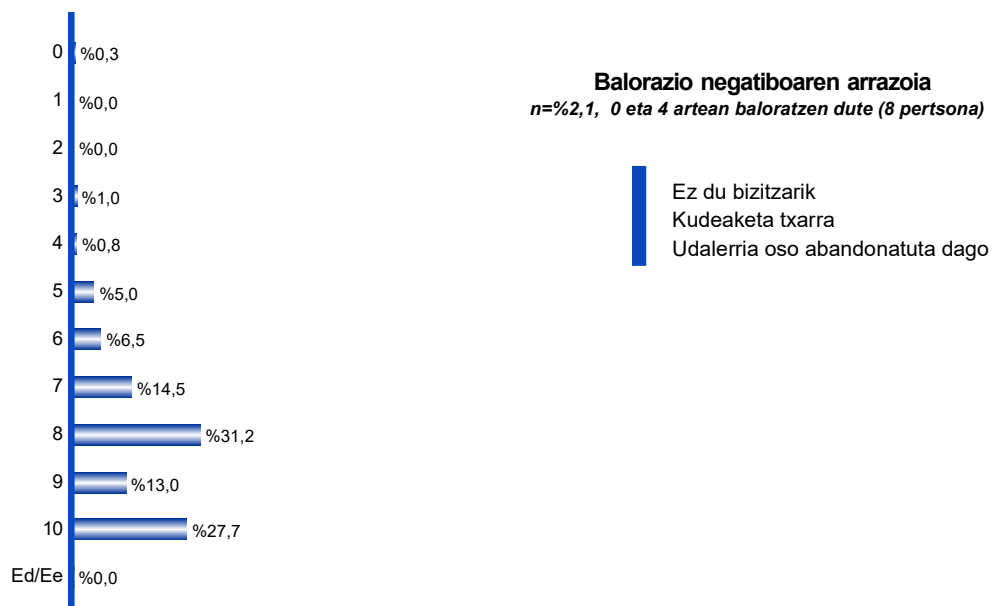 0 %0,3
1 %0,0
2 %0,0
3 %1,0
4 %0,8
5 %5,0
6 %6,5
7 %14,5
8 %31,2
9 %13,0
10 %27,7
Ed/Ee %0,0
Balorazio negatiboaren arrazoia
n=%2,1, 0 eta 4 artean baloratzen dute (8 pertsona)
Ez du bizitzarik
Kudeaketa txarra
Udalerria oso abandonatuta dago